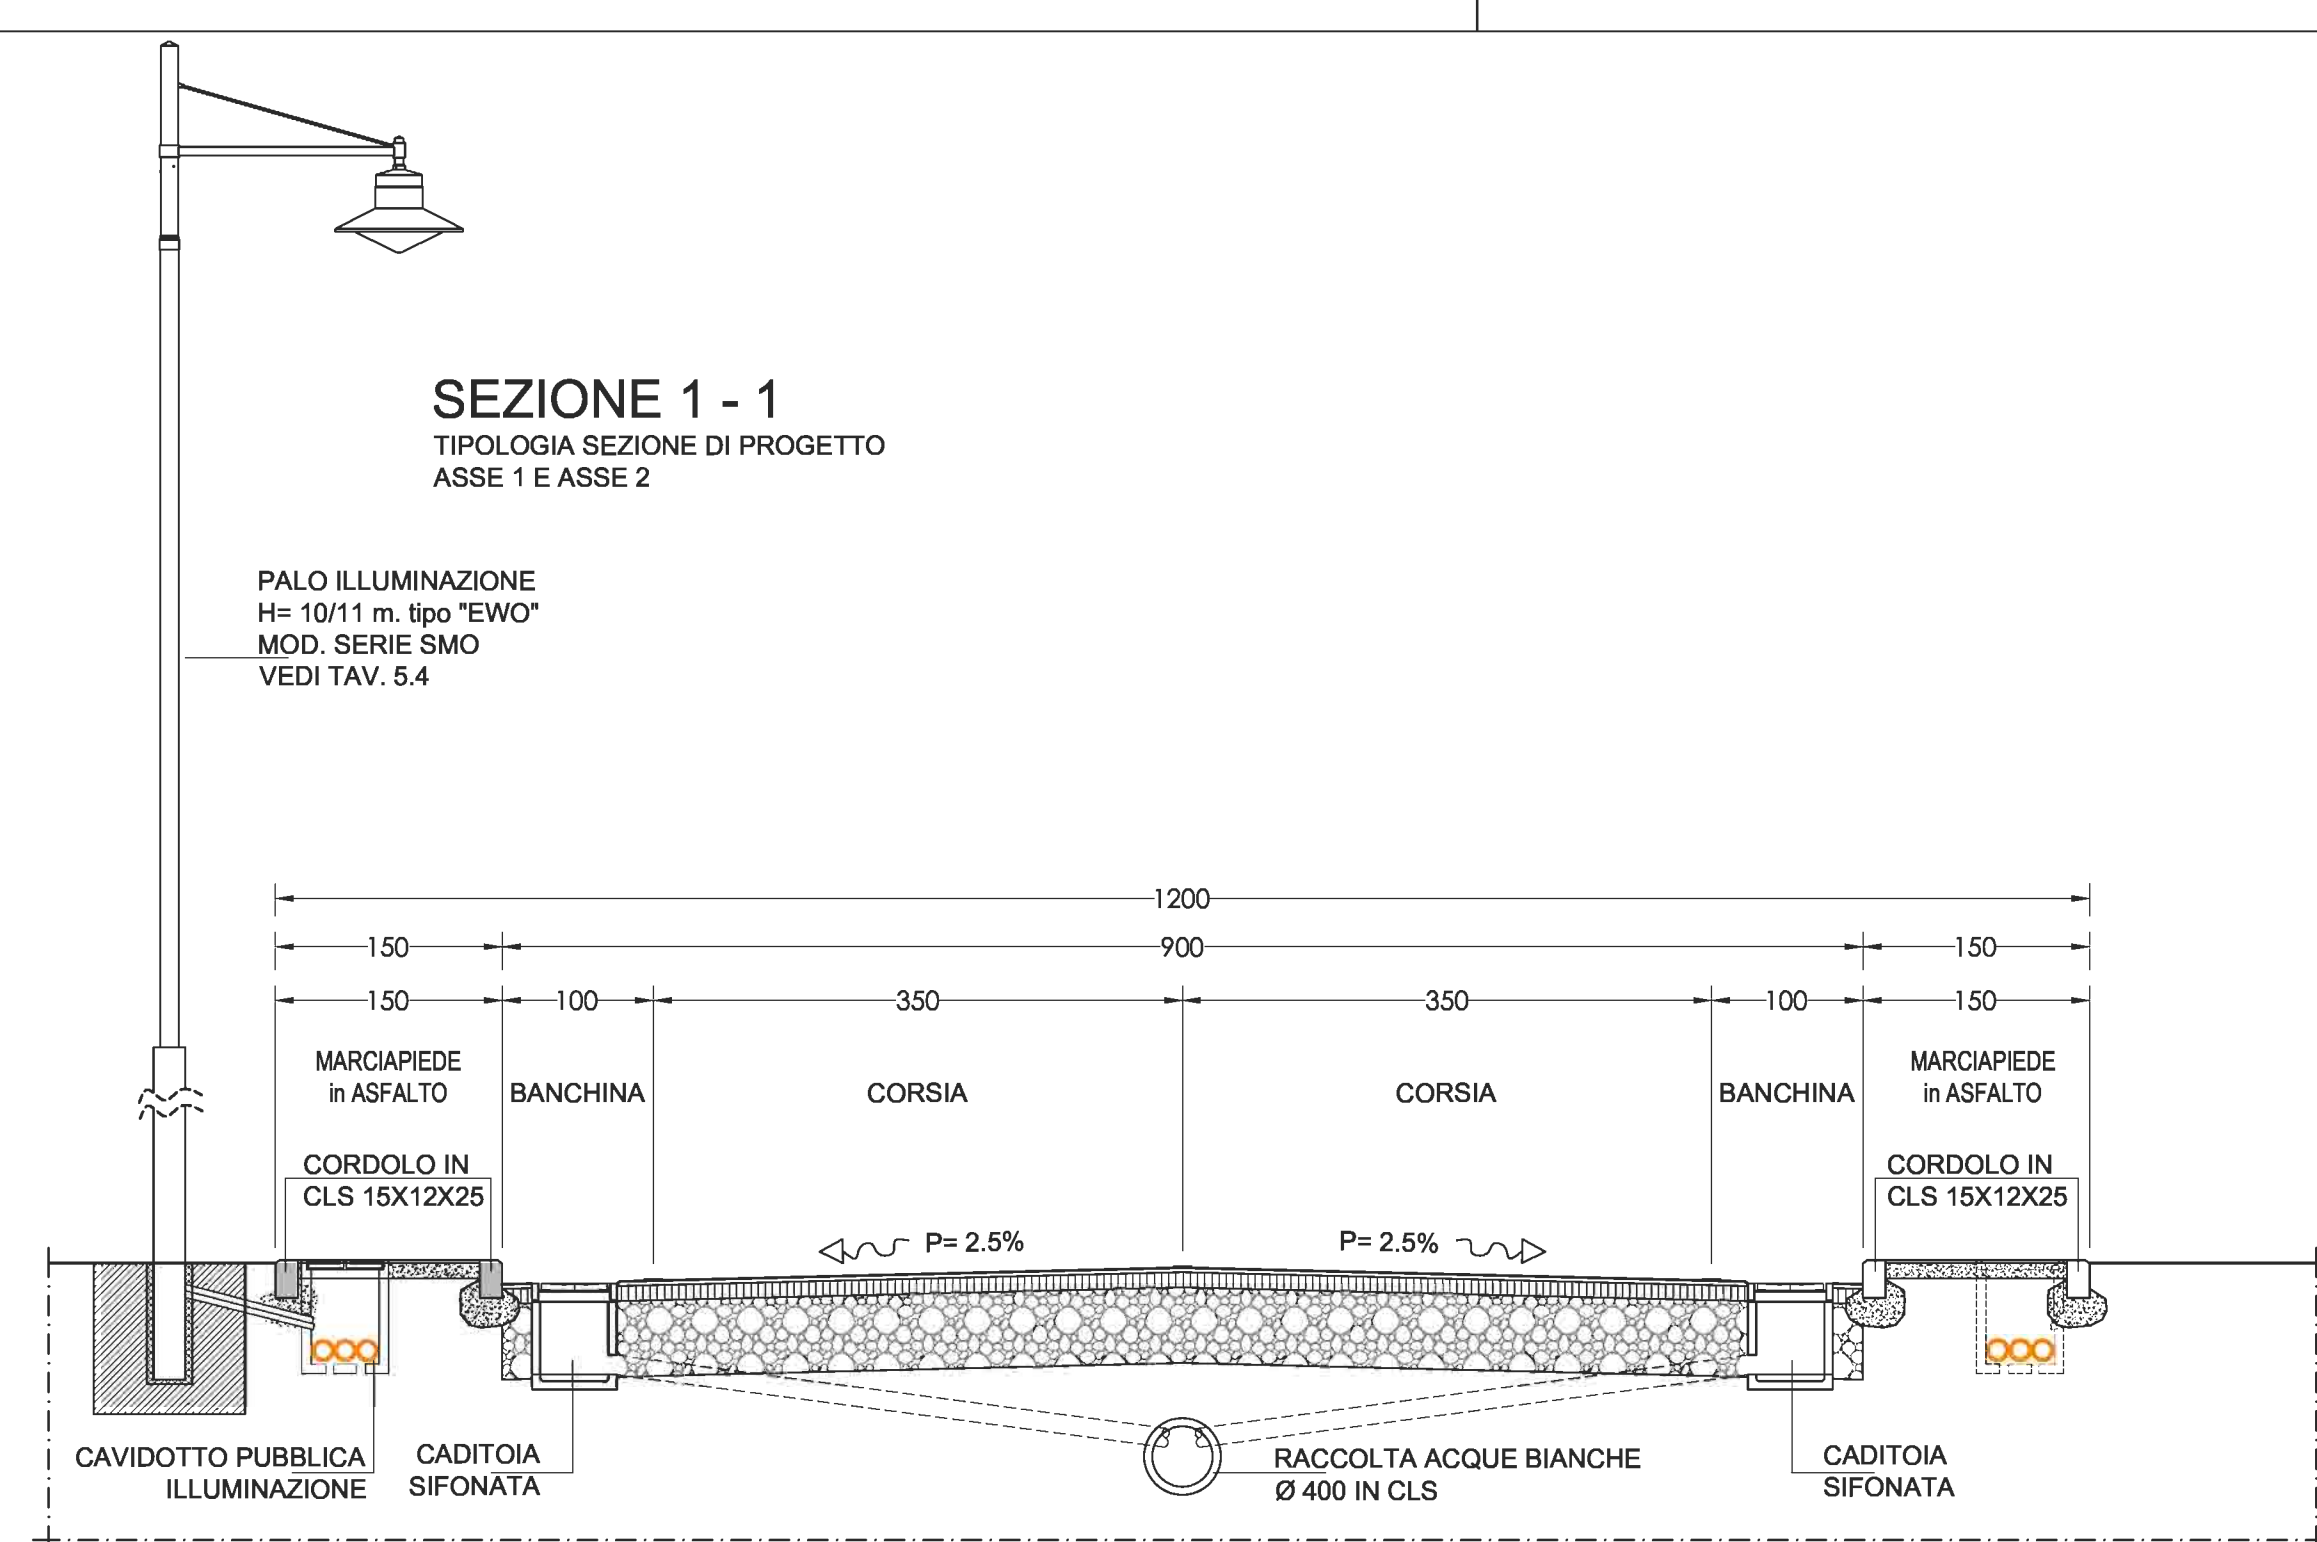 SEZIONE 1 - 1
TIPOLOGIA SEZIONE DI PROGETTO
ASSE 1 E ASSE 2
PALO ILLUMINAZIONE
H= 10/11 m. tipo "EWO"
MOD. SERIE SMO
VEDI TAV. 5.4
1200
150
900
150
150
100
350
350
100
150
MARCIAPIEDE
in ASFALTO
BANCHINA
CORSIA
CORSIA
BANCHINA
MARCIAPIEDE
in ASFALTO
CORDOLO IN
CLS 15X12X25
CORDOLO IN
CLS 15X12X25
P= 2.5%
P= 2.5%
CAVIDOTTO PUBBLICA
ILLUMINAZIONE
CADITOIA
SIFONATA
RACCOLTA ACQUE BIANCHE
Ø 400 IN CLS
CADITOIA
SIFONATA